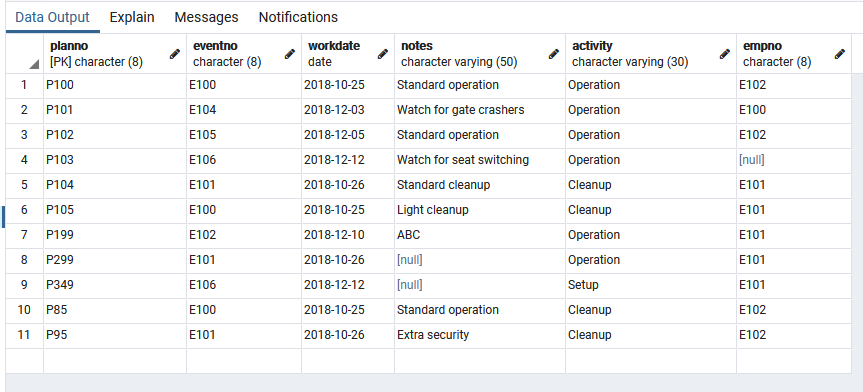 Data Output Explain Messages Notifications
planno eventno workdate notes activity empno
[PK] character (8) character (8) date character varying (50) character varying (30) character (8)
1 P100 E100 2018-10-25 Standard operation Operation E102
2 P101 E104 2018-12-03 Watch for gate crashers Operation E100
3 P102 E105 2018-12-05 Standard operation Operation E102
4 P103 E106 2018-12-12 Watch for seat switching Operation [null]
5 P104 E101 2018-10-26 Standard cleanup Cleanup E101
6 P105 E100 2018-10-25 Light cleanup Cleanup E101
7 P199 E102 2018-12-10 ABC Operation E101
8 P299 E101 2018-10-26 [null] Operation E101
9 P349 E106 2018-12-12 [null] Setup E101
10 P85 E100 2018-10-25 Standard operation Cleanup E102
11 P95 E101 2018-10-26 Extra security Cleanup E102